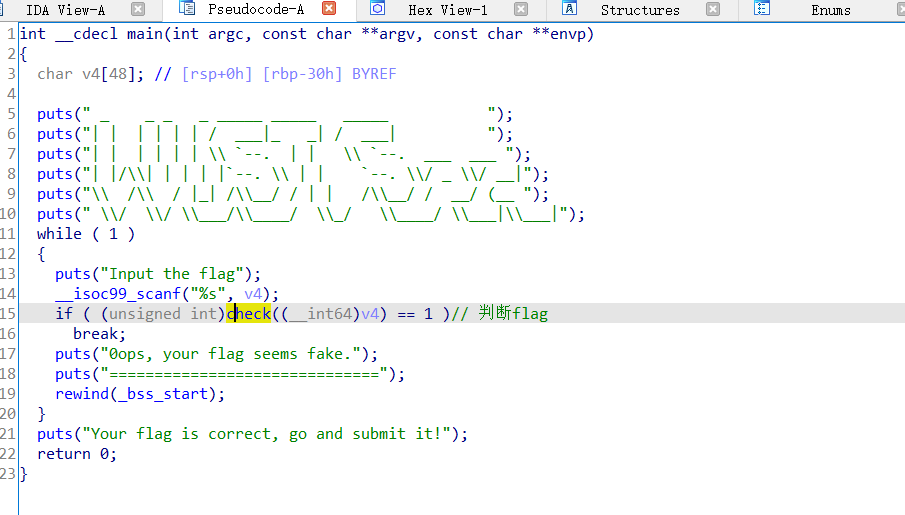 IDA View-A Pseudocode-A Hex View-1 Structures Enums
1 int __cdecl main(int argc, const char **argv, const char **envp)
2 {
3   char v4[48]; // [rsp+0h] [rbp-30h] BYREF
4
5   puts(" _     _ _   _ _____ _____   _____           ");
6   puts("| |   | | | | /  ___|_   _| /  ___|          ");
7   puts("| |   | | | | \\ `--.  | |   \\ `--.  ___  ___ ");
8   puts("| |/\\| | | | |`--. \\ | |    `--. \\/ _ \\/ __|");
9   puts("\\  /\\  / |_| /\\__/ / | |   /\\__/ /  __/ (__ ");
10   puts(" \\/  \\/ \\___/\\____/  \\_/   \\____/ \\___|\\___|");
11   while ( 1 )
12   {
13     puts("Input the flag");
14     __isoc99_scanf("%s", v4);
15     if ( (unsigned int)check((__int64)v4) == 1 )// 判断flag
16       break;
17     puts("0ops, your flag seems fake.");
18     puts("==============================");
19     rewind(_bss_start);
20   }
21   puts("Your flag is correct, go and submit it!");
22   return 0;
23 }